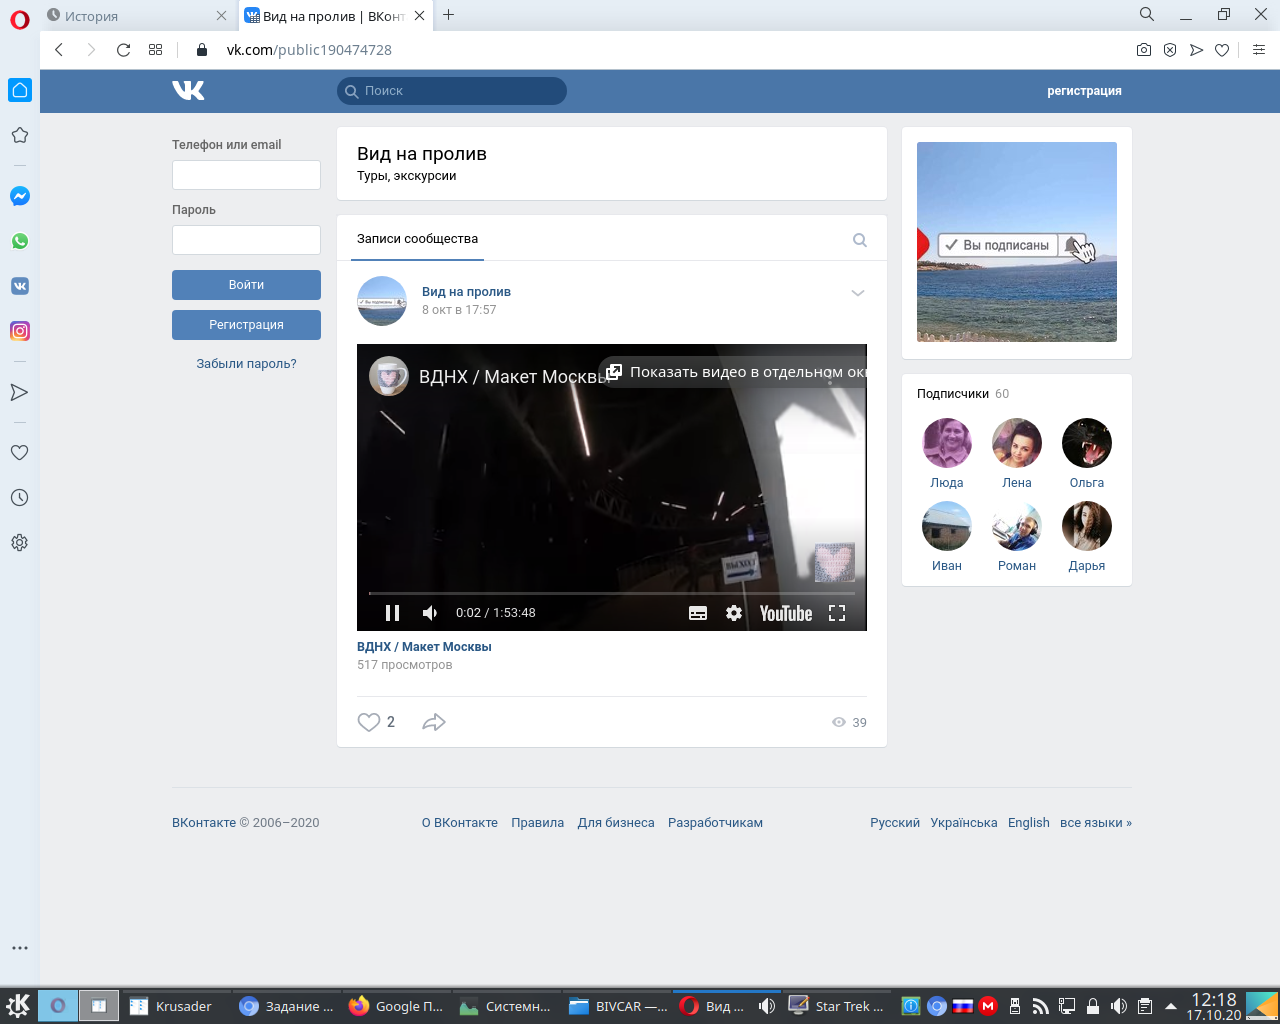 История
Вид на пролив | ВКонт
vk.com/public190474728
Поиск
регистрация
Телефон или email
Пароль
Войти
Регистрация
Забыли пароль?
Вид на пролив
Туры, экскурсии
Записи сообщества
Вид на пролив
8 окт в 17:57
ВДНХ / Макет Москвы
Показать видео в отдельном ок
ВЫХОД
0:02 / 1:53:48
YouTube
ВДНХ / Макет Москвы
517 просмотров
2
39
Вы подписаны
Подписчики 60
Люда
Лена
Ольга
Иван
Роман
Дарья
ВКонтакте © 2006–2020
О ВКонтакте
Правила
Для бизнеса
Разработчикам
Русский
Українська
English
все языки »
Krusader
Задание ...
Google П...
Системн...
BIVCAR —...
Вид ...
Star Trek ...
12:18
17.10.20